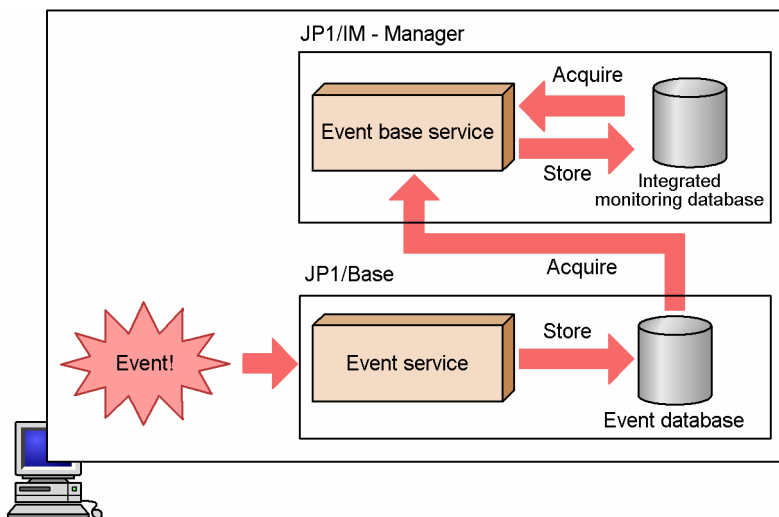 JP1/IM - Manager
Acquire
Event base service
Store
Integrated
monitoring database
Acquire
JP1/Base
Store
Event!
Event service
Event database